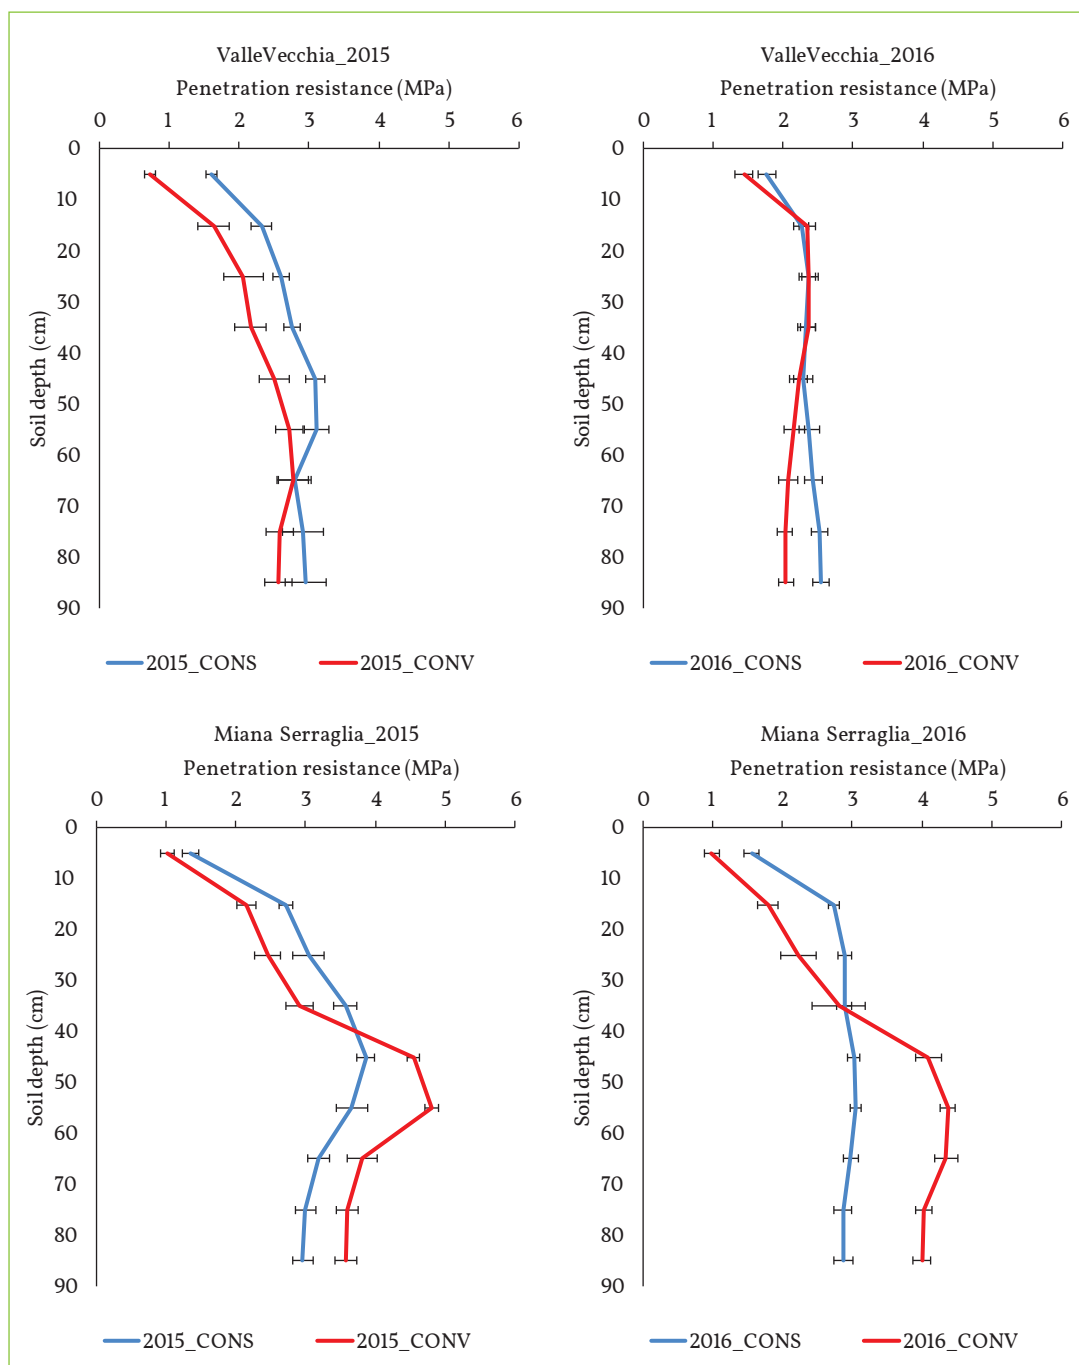 ValleVecchia_2015
Penetration resistance (MPa)
0 1 2 3 4 5 6
0
10
20
30
40
50
60
70
80
90
Soil depth (cm)
2015_CONS 2015_CONV
ValleVecchia_2016
Penetration resistance (MPa)
0 1 2 3 4 5 6
0
10
20
30
40
50
60
70
80
90
Soil depth (cm)
2016_CONS 2016_CONV
Miana Serraglia_2015
Penetration resistance (MPa)
0 1 2 3 4 5 6
0
10
20
30
40
50
60
70
80
90
Soil depth (cm)
2015_CONS 2015_CONV
Miana Serraglia_2016
Penetration resistance (MPa)
0 1 2 3 4 5 6
0
10
20
30
40
50
60
70
80
90
Soil depth (cm)
2016_CONS 2016_CONV